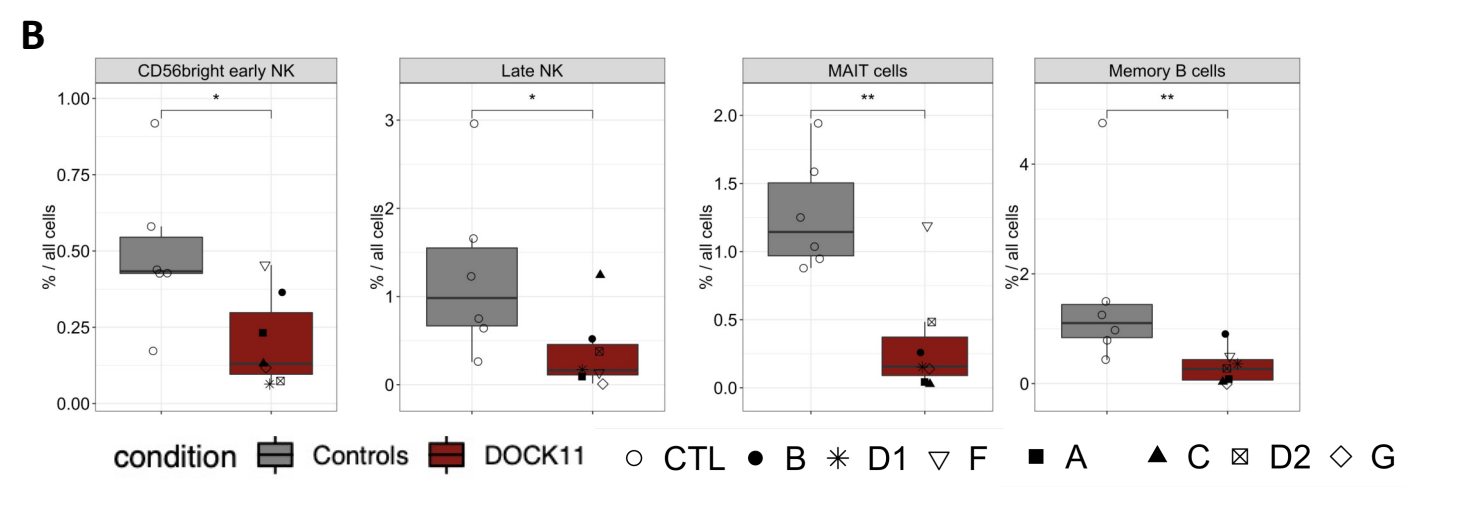 B
CD56bright early NK
Late NK
MAIT cells
Memory B cells
* * ** **
1.00
0.75
0.50
0.25
0.00
% / all cells
3
2
1
0
% / all cells
2.0
1.5
1.0
0.5
0.0
% / all cells
4
2
0
% / all cells
condition Controls DOCK11 CTL B D1 F A C D2 G